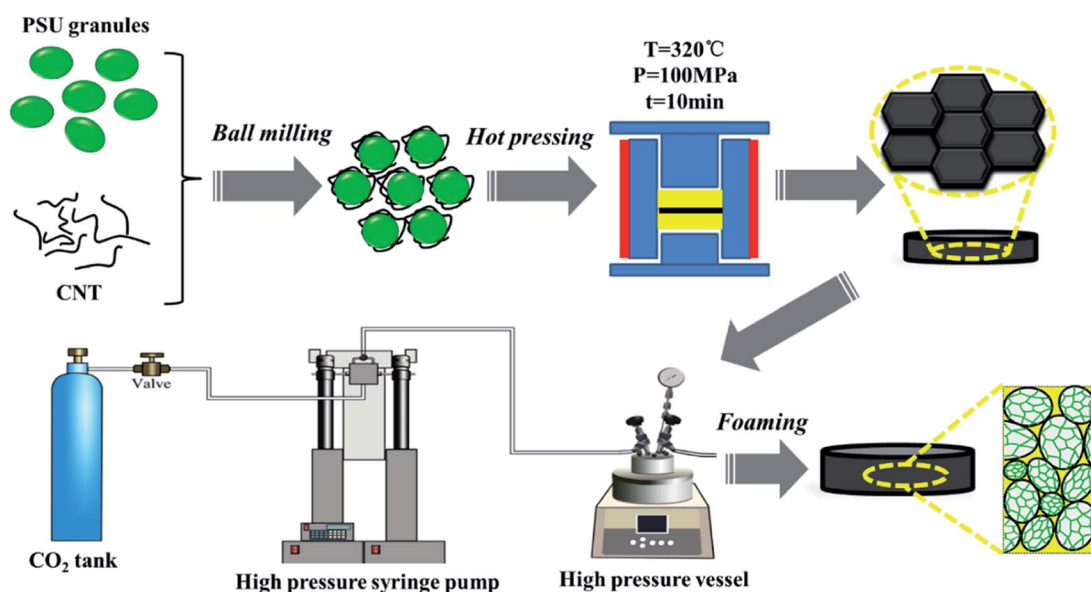 PSU granules
CNT
Ball milling
Hot pressing
T=320℃
P=100MPa
t=10min
Valve
CO₂ tank
High pressure syringe pump
High pressure vessel
Foaming